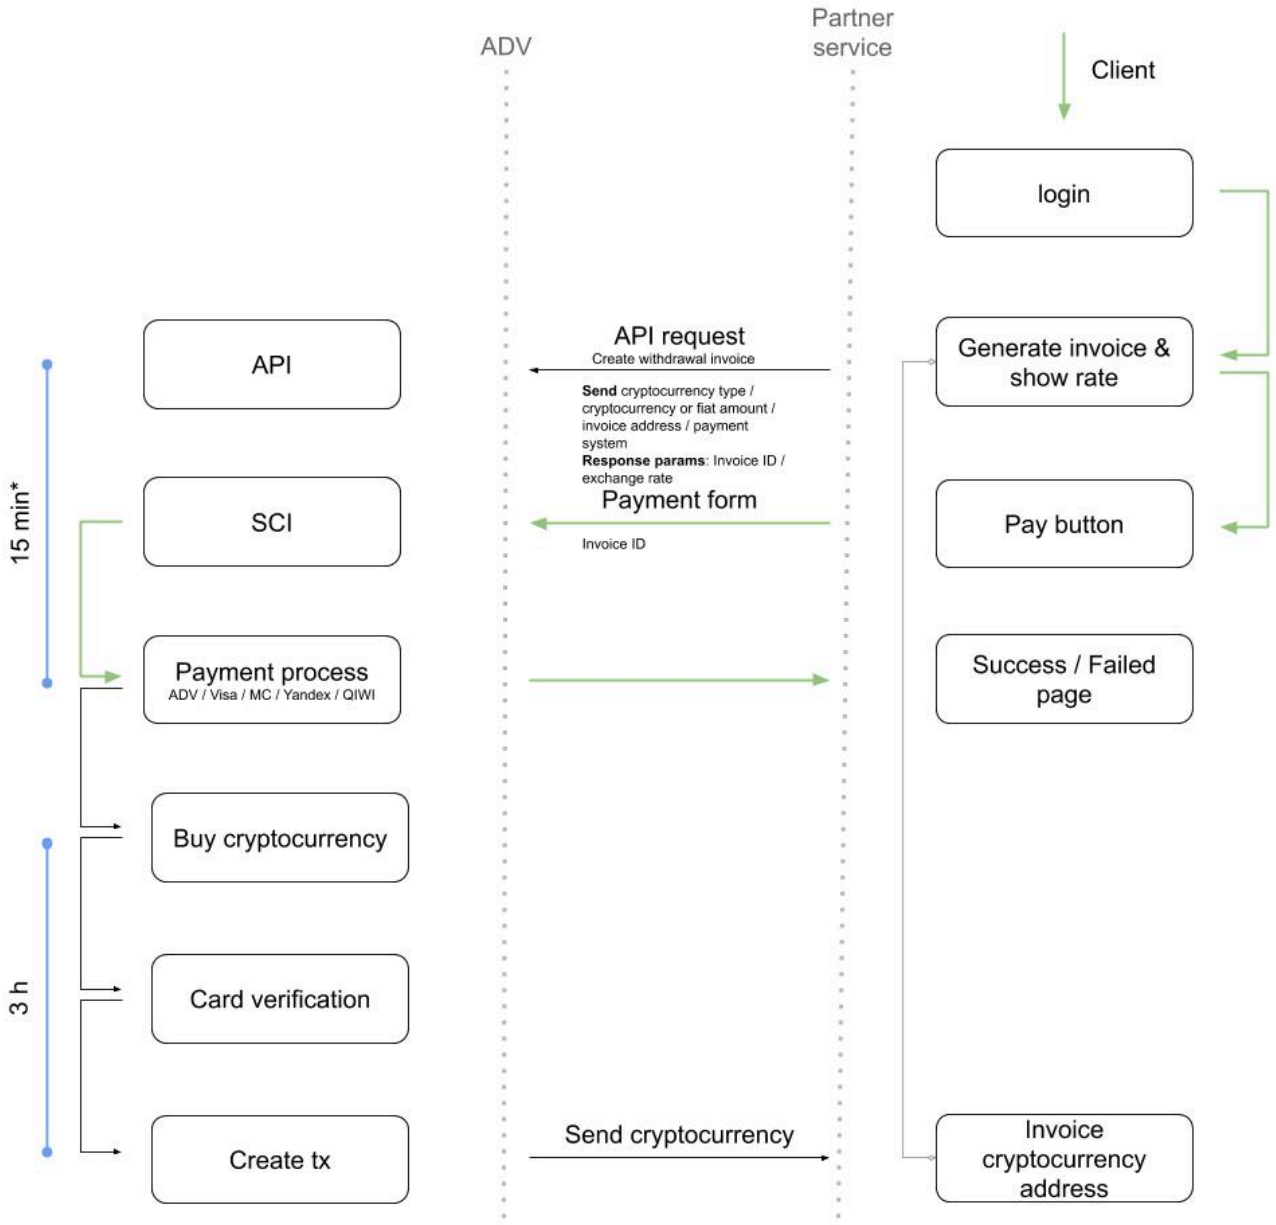 Partner
service
ADV
Client
login
API request
Create withdrawal invoice
Generate invoice &
show rate
API
Send cryptocurrency type /
cryptocurrency or fiat amount /
invoice address / payment
system
Response params: Invoice ID /
exchange rate
15 min*
SCI
Payment form
Invoice ID
Pay button
Payment process
ADV / Visa / MC / Yandex / QIWI
Success / Failed
page
Buy cryptocurrency
3 h
Card verification
Create tx
Send cryptocurrency
Invoice
cryptocurrency
address